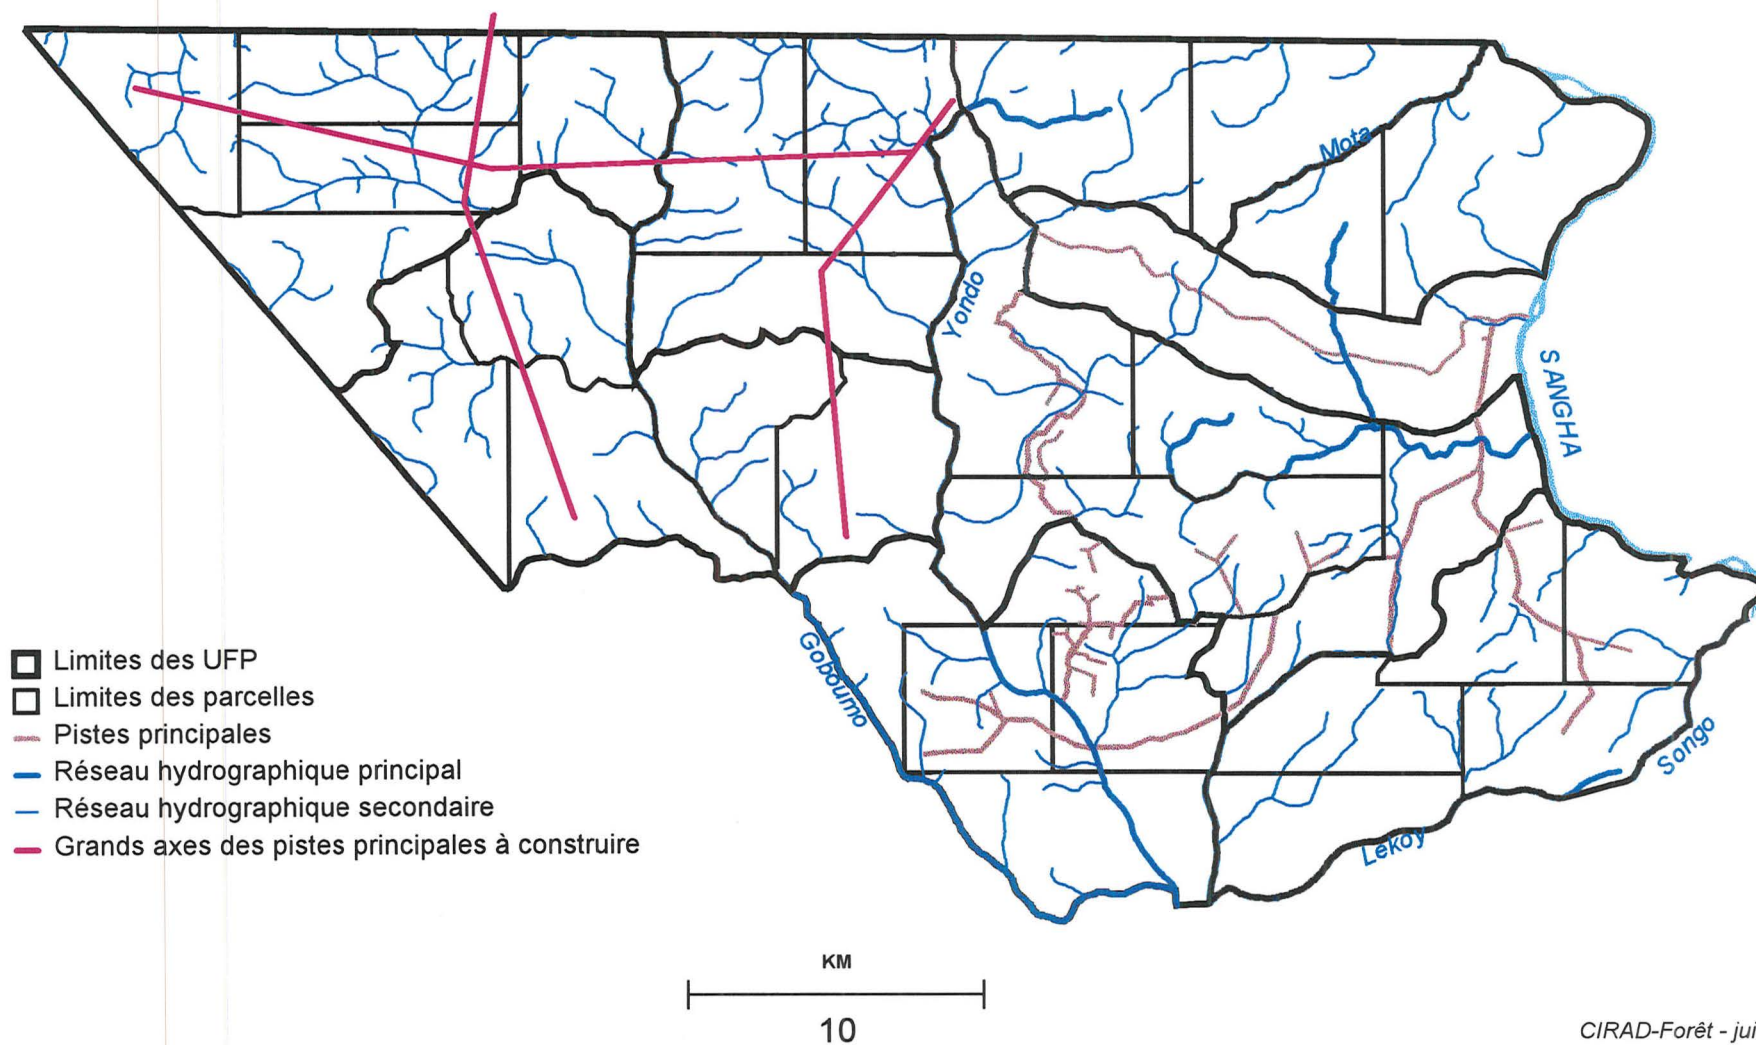 Mota
Yondo
SANGHA
Goboumo
Songo
Lekoy
Limites des UFP
Limites des parcelles
Pistes principales
Réseau hydrographique principal
Réseau hydrographique secondaire
Grands axes des pistes principales à construire
KM
10
CIRAD-Forêt - jui